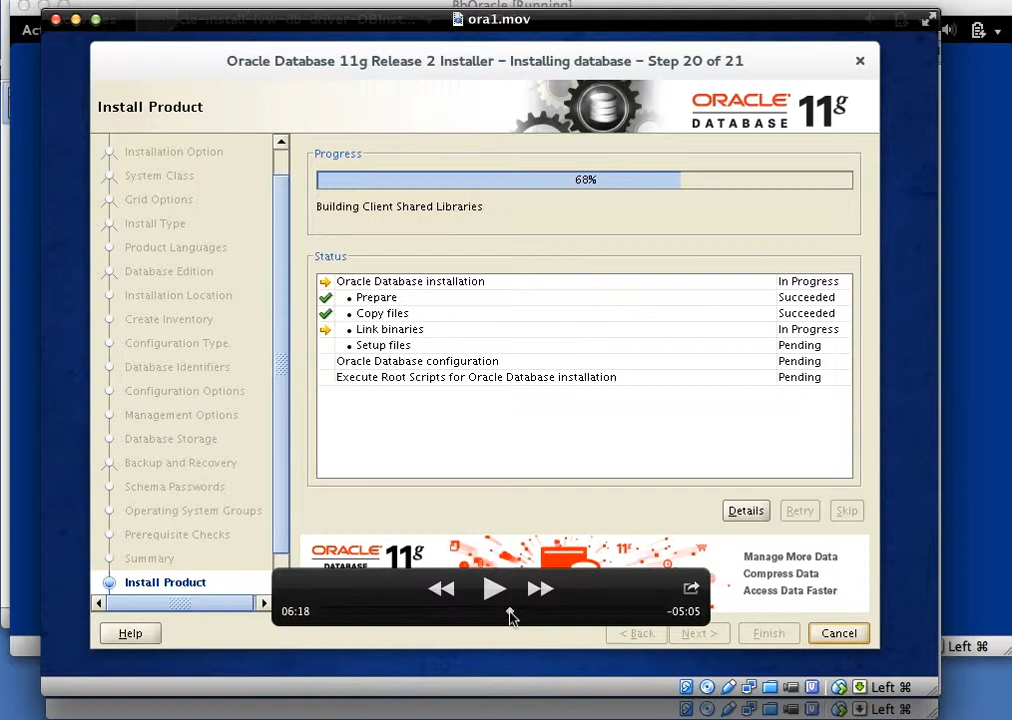 BbOracle [Running]
ora1.mov
Oracle Database 11g Release 2 Installer – Installing database – Step 20 of 21
Install Product
ORACLE 11g
DATABASE
Installation Option
System Class
Grid Options
Install Type
Product Languages
Database Edition
Installation Location
Create Inventory
Configuration Type
Database Identifiers
Configuration Options
Management Options
Database Storage
Backup and Recovery
Schema Passwords
Operating System Groups
Prerequisite Checks
Summary
Install Product
Progress
68%
Building Client Shared Libraries
Status
Oracle Database installation In Progress
• Prepare Succeeded
• Copy files Succeeded
• Link binaries In Progress
• Setup files Pending
Oracle Database configuration Pending
Execute Root Scripts for Oracle Database installation Pending
Details Retry Skip
ORACLE 11g
DATABASE
11g
Manage More Data
Compress Data
Access Data Faster
06:18 -05:05
Help < Back Next > Finish Cancel
Left ⌘
Left ⌘
Left ⌘